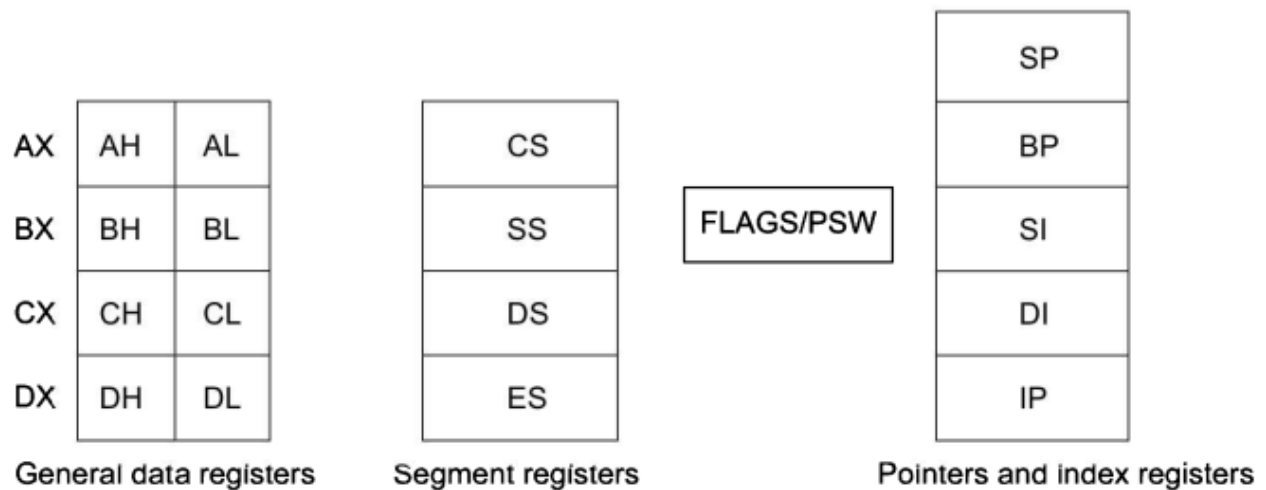 SP
AX AH AL CS BP
BX BH BL SS FLAGS/PSW SI
CX CH CL DS DI
DX DH DL ES IP
General data registers Segment registers Pointers and index registers